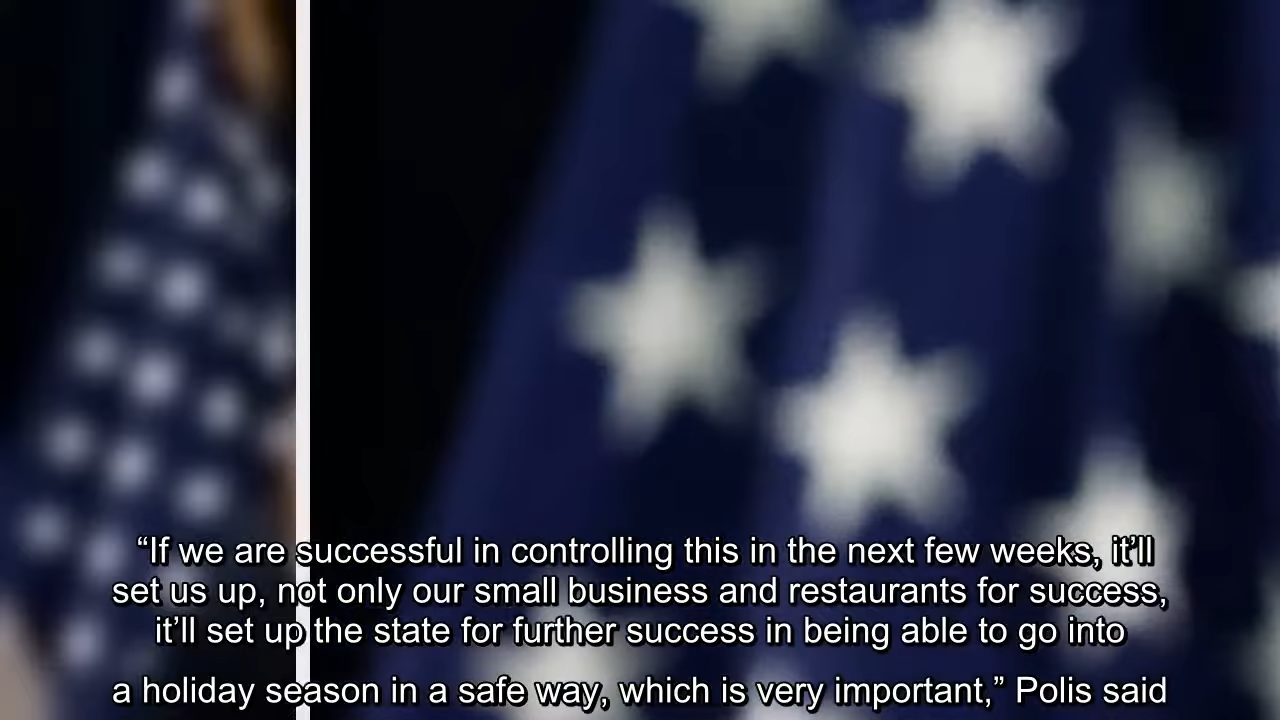 “If we are successful in controlling this in the next few weeks, it’ll
set us up, not only our small business and restaurants for success,
it’ll set up the state for further success in being able to go into
a holiday season in a safe way, which is very important,” Polis said